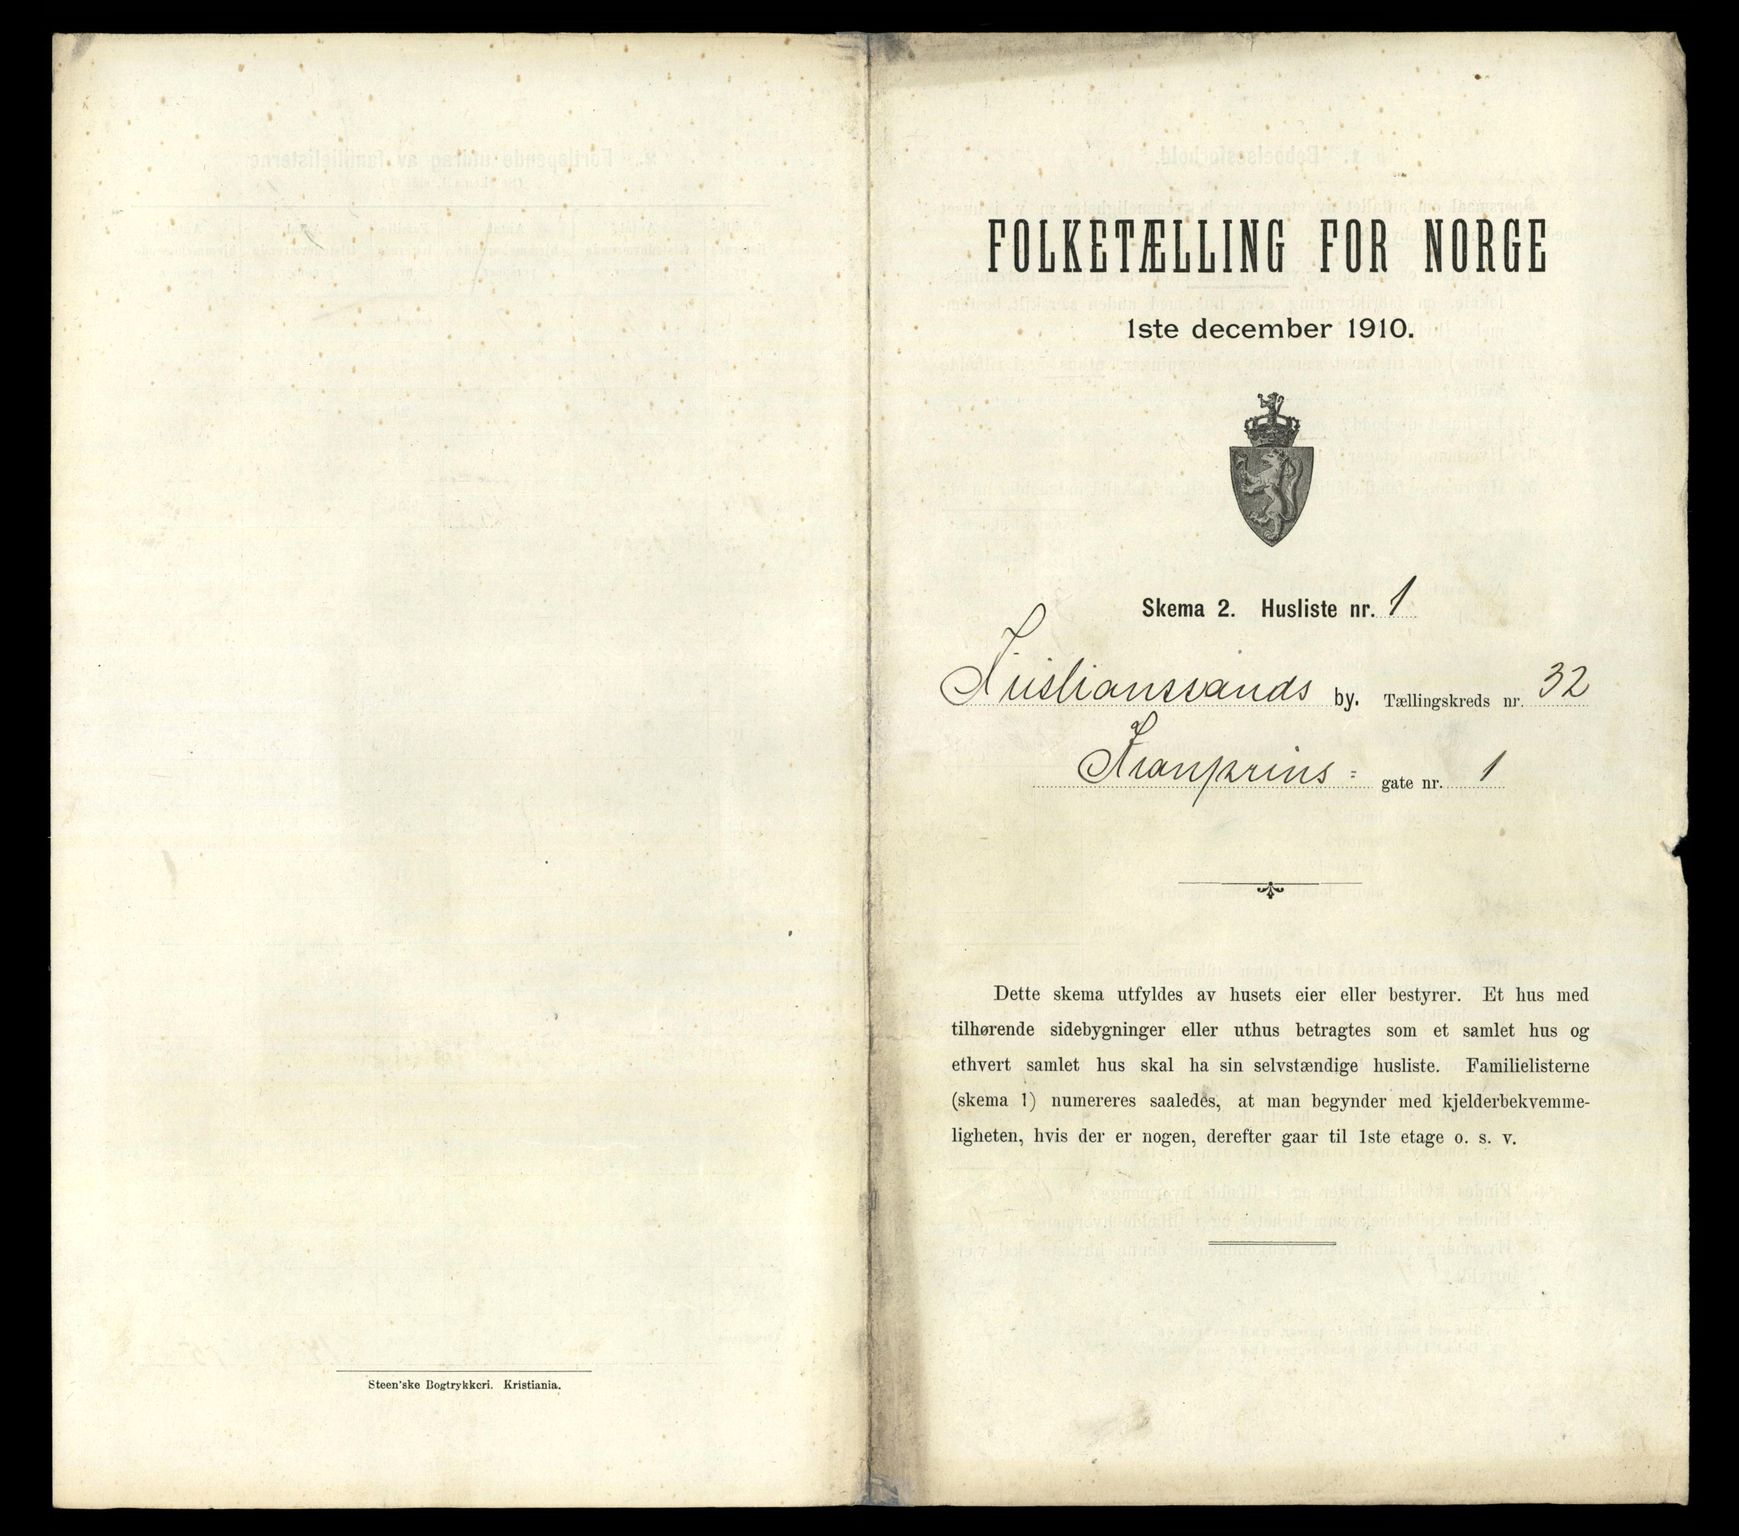 Steen'ske Bogtrykkeri. Kristiania.
FOLKETÆLLING FOR NORGE
1ste december 1910.
Skema 2. Husliste nr. 1
Kristianssands by. Tællingskreds nr. 32
Kronprins= gate nr. 1
Dette skema utfyldes av husets eier eller bestyrer. Et hus med
tilhørende sidebygninger eller uthus betragtes som et samlet hus og
ethvert samlet hus skal ha sin selvstændige husliste. Familielisterne
(skema 1) numereres saaledes, at man begynder med kjelderbekvemme-
ligheten, hvis der er nogen, derefter gaar til 1ste etage o. s. v.